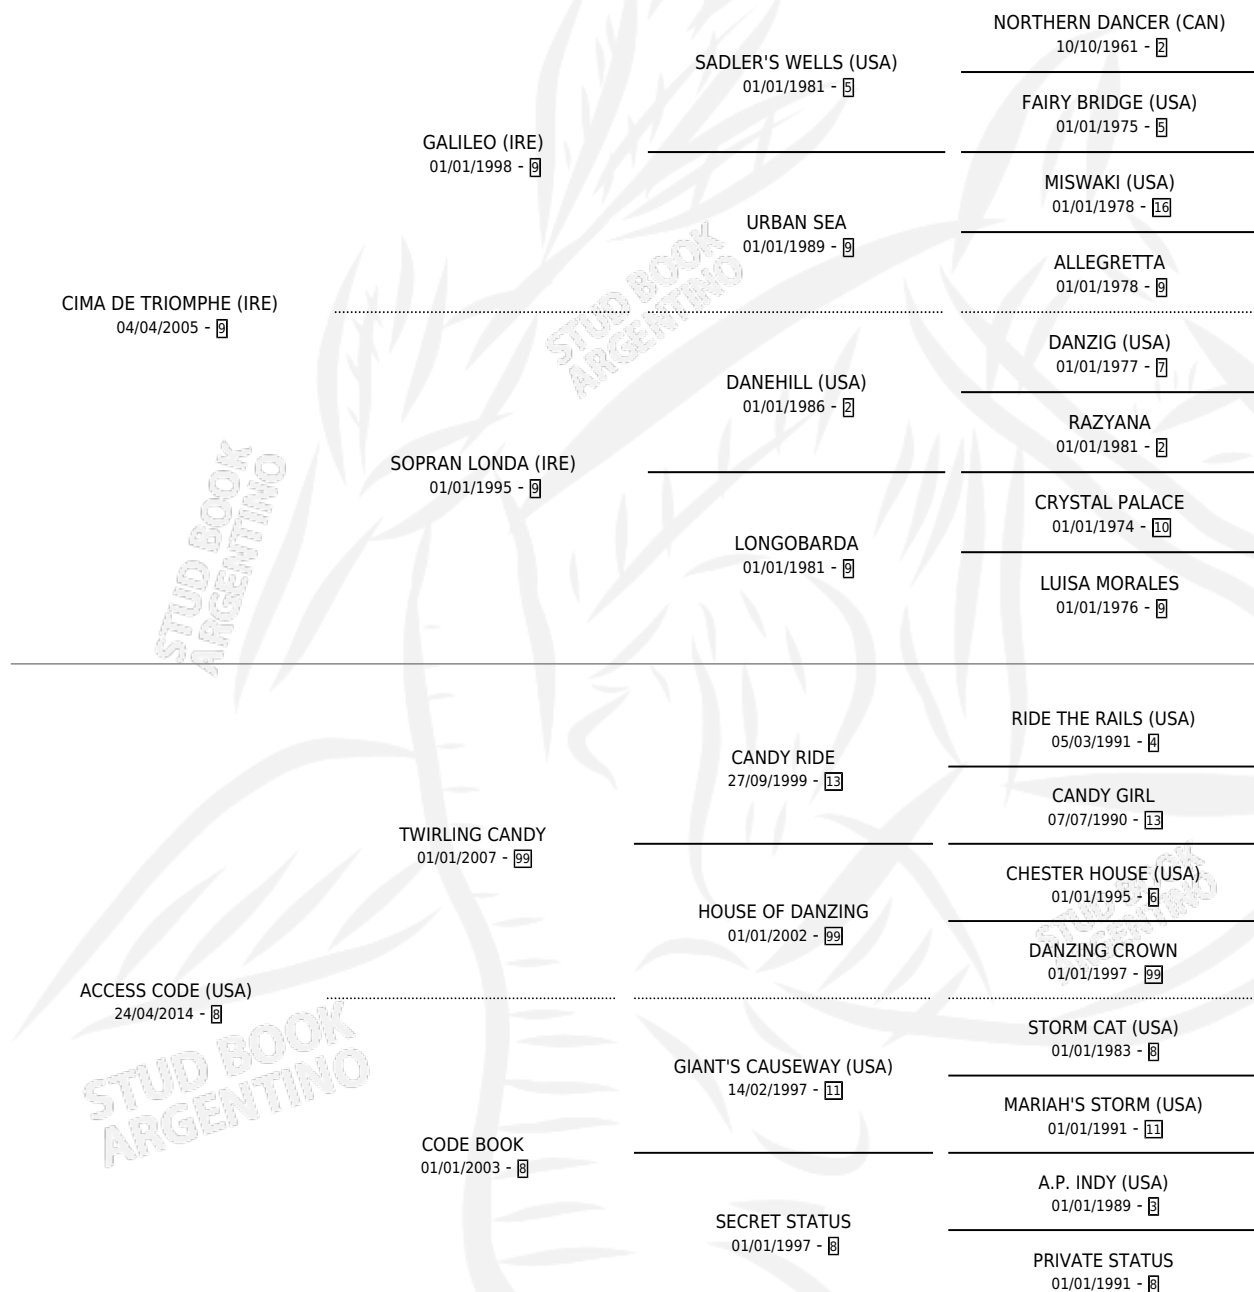 NORTHERN DANCER (CAN)
10/10/1961 - 2
SADLER'S WELLS (USA)
01/01/1981 - 5
FAIRY BRIDGE (USA)
01/01/1975 - 5
GALILEO (IRE)
01/01/1998 - 9
MISWAKI (USA)
01/01/1978 - 16
URBAN SEA
01/01/1989 - 9
ALLEGRETTA
01/01/1978 - 9
CIMA DE TRIOMPHE (IRE)
04/04/2005 - 9
STUD BOOK
ARGENTINO
DANZIG (USA)
01/01/1977 - 7
DANEHILL (USA)
01/01/1986 - 2
RAZYANA
01/01/1981 - 2
SOPRAN LONDA (IRE)
01/01/1995 - 9
CRYSTAL PALACE
01/01/1974 - 10
LONGOBARDA
01/01/1981 - 9
LUISA MORALES
01/01/1976 - 9
STUD BOOK
ARGENTINO
RIDE THE RAILS (USA)
05/03/1991 - 4
CANDY RIDE
27/09/1999 - 13
CANDY GIRL
07/07/1990 - 13
TWIRLING CANDY
01/01/2007 - 99
CHESTER HOUSE (USA)
01/01/1995 - 6
HOUSE OF DANZING
01/01/2002 - 99
DANZING CROWN
01/01/1997 - 99
STUD BOOK
ARGENTINO
ACCESS CODE (USA)
24/04/2014 - 8
STORM CAT (USA)
01/01/1983 - 8
GIANT'S CAUSEWAY (USA)
14/02/1997 - 11
MARIAH'S STORM (USA)
01/01/1991 - 11
STUD BOOK
ARGENTINO
CODE BOOK
01/01/2003 - 8
A.P. INDY (USA)
01/01/1989 - 3
SECRET STATUS
01/01/1997 - 8
PRIVATE STATUS
01/01/1991 - 8